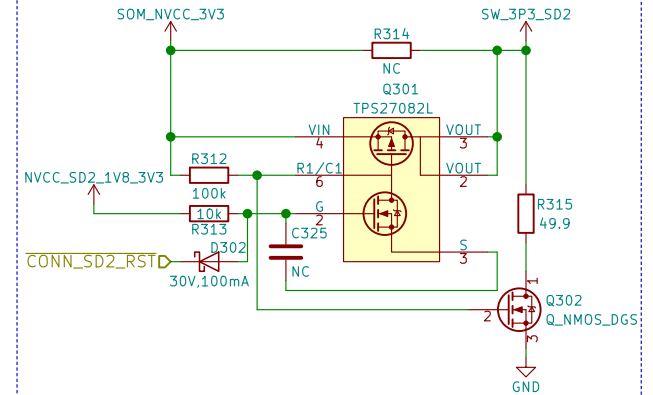 SOM_NVCC_3V3
SW_3P3_SD2
R314
NC
Q301
TPS27082L
VIN
4
VOUT
3
R312
100k
R1/C1
6
VOUT
2
NVCC_SD2_1V8_3V3
10k
R313
G
2
R315
49.9
C325
NC
D302
30V,100mA
CONN_SD2_RST
S
3
1
Q302
2
Q_NMOS_DGS
3
GND